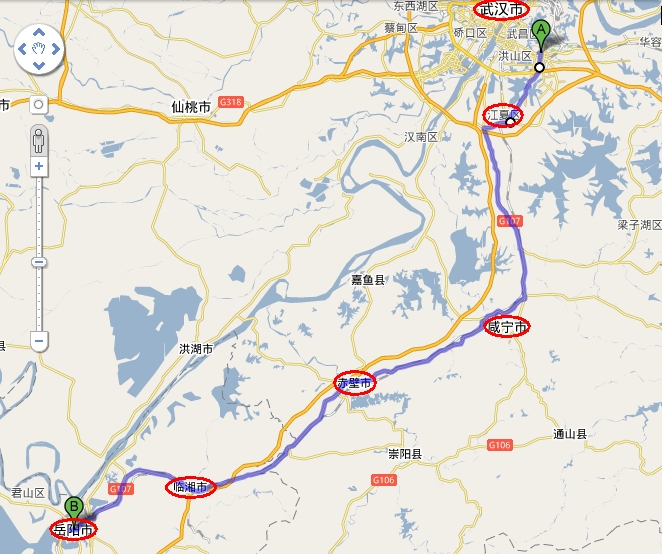 东西湖区
武汉市
A
蔡甸区
硚口区
武昌
洪山区
华容
市
仙桃市
G318
江夏区
汉南区
G107
梁子湖区
嘉鱼县
咸宁市
县
洪湖市
赤壁市
通山县
G106
崇阳县
G106
君山区
G107
临湘市
B
岳阳市